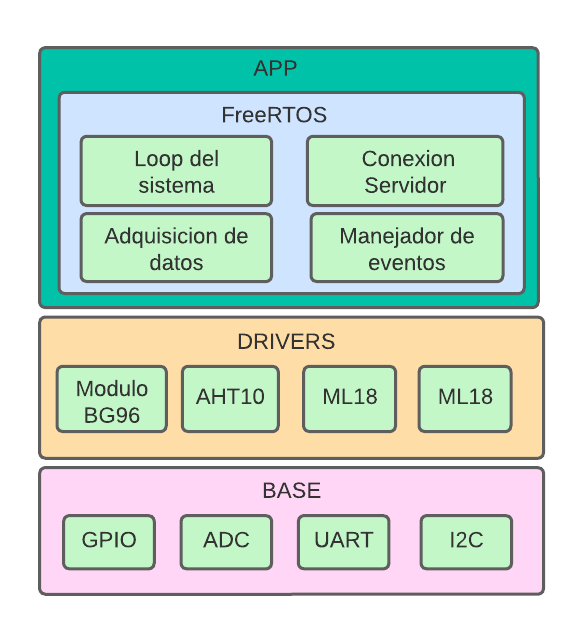 APP
FreeRTOS
Loop del
sistema
Conexion
Servidor
Adquisicion de
datos
Manejador de
eventos
DRIVERS
Modulo
BG96
AHT10
ML18
ML18
BASE
GPIO
ADC
UART
I2C